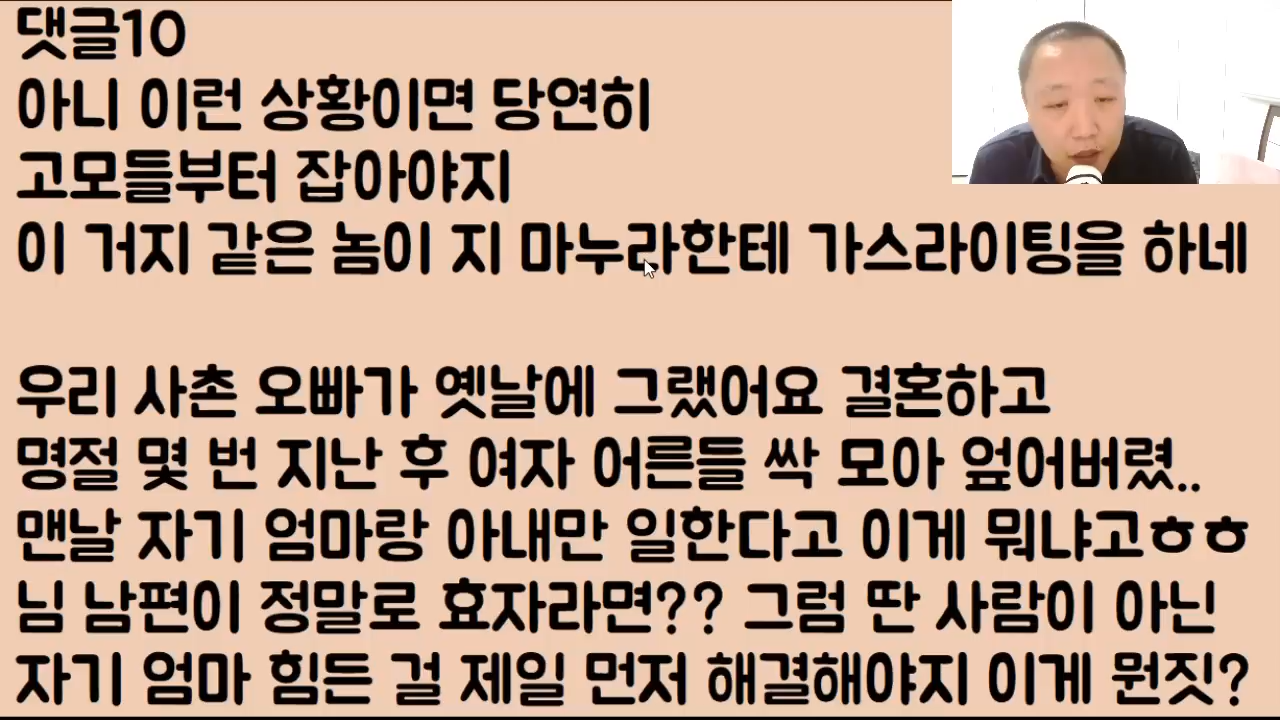 댓글10
아니 이런 상황이면 당연히
고모들부터 잡아야지
이 거지 같은 놈이 지 마누라한테 가스라이팅을 하네
우리 사촌 오빠가 옛날에 그랬어요 결혼하고
명절 몇 번 지난 후 여자 어른들 싹 모아 엎어버렸..
맨날 자기 엄마랑 아내만 일한다고 이게 뭐냐고ㅎㅎ
님 남편이 정말로 효자라면?? 그럼 딴 사람이 아닌
자기 엄마 힘든 걸 제일 먼저 해결해야지 이게 뭔짓?